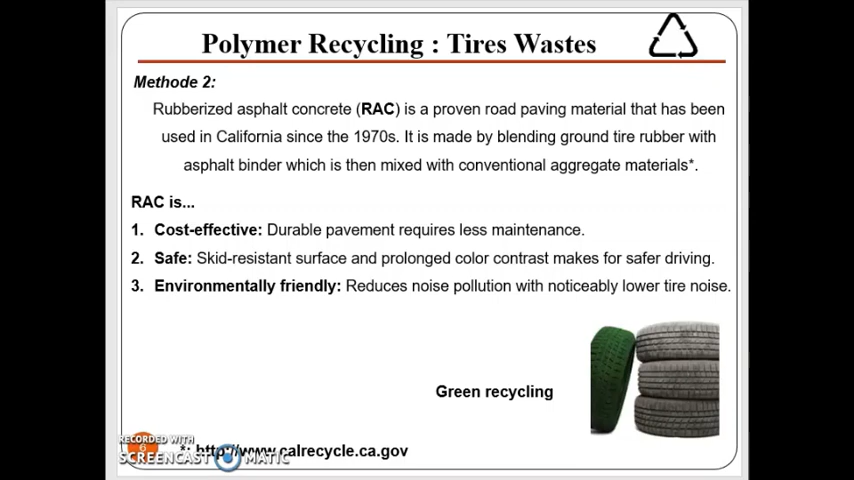 Polymer Recycling : Tires Wastes
Methode 2:
Rubberized asphalt concrete (RAC) is a proven road paving material that has been
used in California since the 1970s. It is made by blending ground tire rubber with
asphalt binder which is then mixed with conventional aggregate materials*.
RAC is...
1. Cost-effective: Durable pavement requires less maintenance.
2. Safe: Skid-resistant surface and prolonged color contrast makes for safer driving.
3. Environmentally friendly: Reduces noise pollution with noticeably lower tire noise.
Green recycling
6
*: http://www.calrecycle.ca.gov
RECORDED WITH
SCREENCAST MATIC